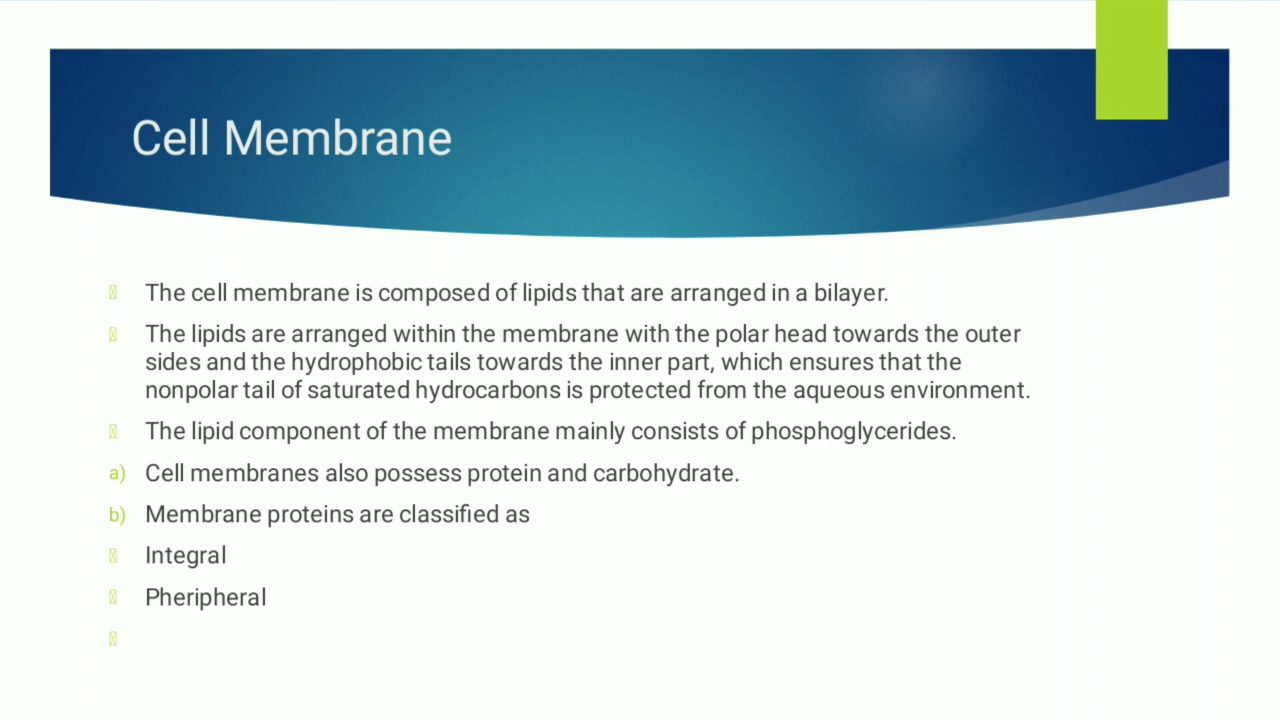 Cell Membrane
The cell membrane is composed of lipids that are arranged in a bilayer.
The lipids are arranged within the membrane with the polar head towards the outer
sides and the hydrophobic tails towards the inner part, which ensures that the
nonpolar tail of saturated hydrocarbons is protected from the aqueous environment.
The lipid component of the membrane mainly consists of phosphoglycerides.
a) Cell membranes also possess protein and carbohydrate.
b) Membrane proteins are classified as
Integral
Pheripheral